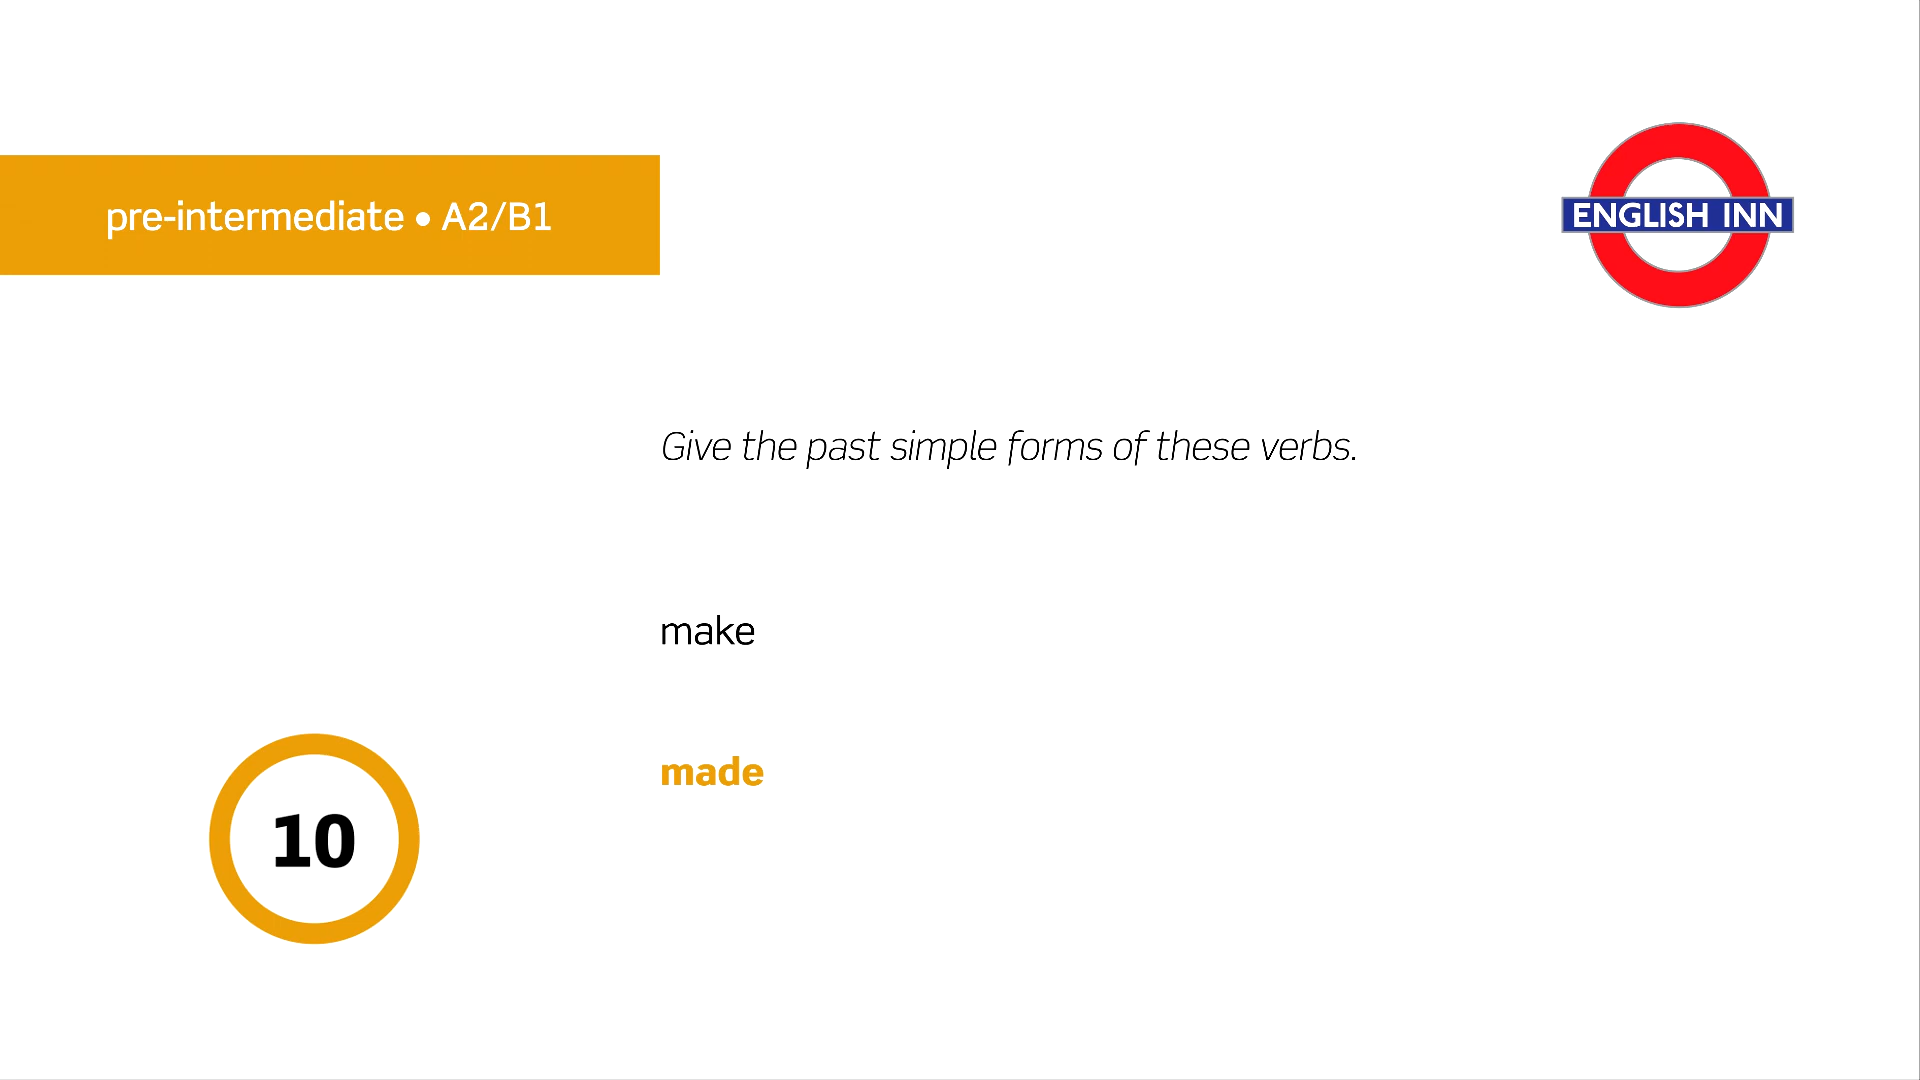 pre-intermediate • A2/B1
ENGLISH INN
Give the past simple forms of these verbs.
make
made
10